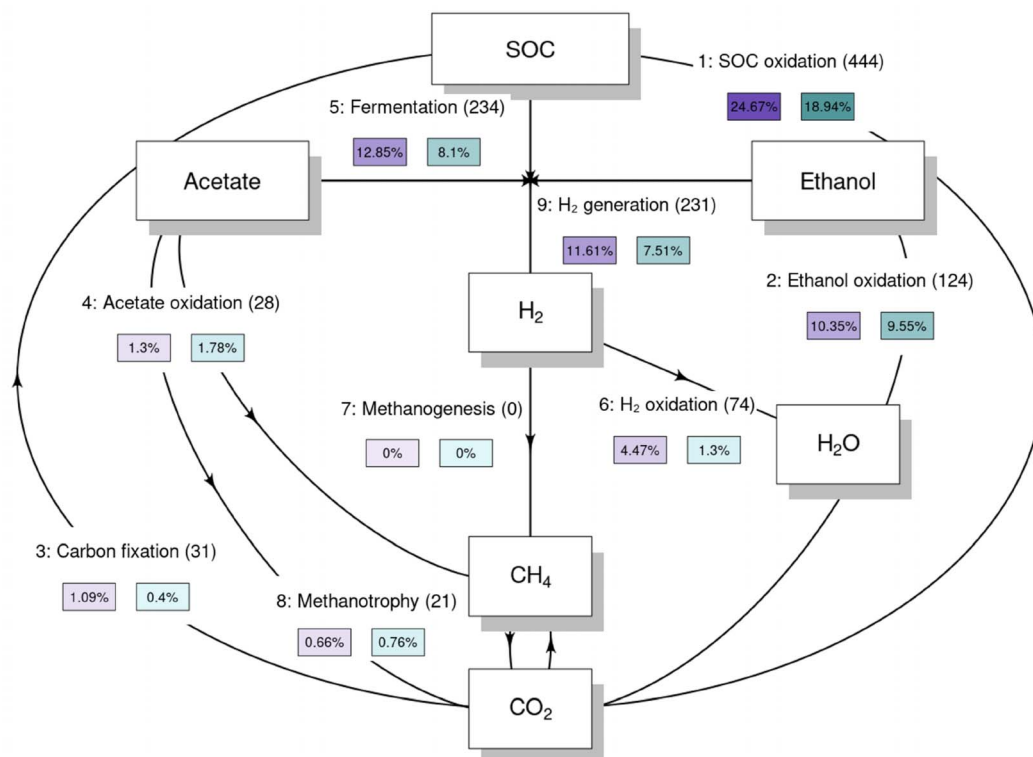 SOC
1: SOC oxidation (444)
24.67% 18.94%
5: Fermentation (234)
12.85% 8.1%
Acetate
Ethanol
9: H₂ generation (231)
11.61% 7.51%
2: Ethanol oxidation (124)
10.35% 9.55%
4: Acetate oxidation (28)
1.3% 1.78%
H₂
7: Methanogenesis (0)
0% 0%
6: H₂ oxidation (74)
4.47% 1.3%
H₂O
3: Carbon fixation (31)
1.09% 0.4%
CH₄
8: Methanotrophy (21)
0.66% 0.76%
CO₂